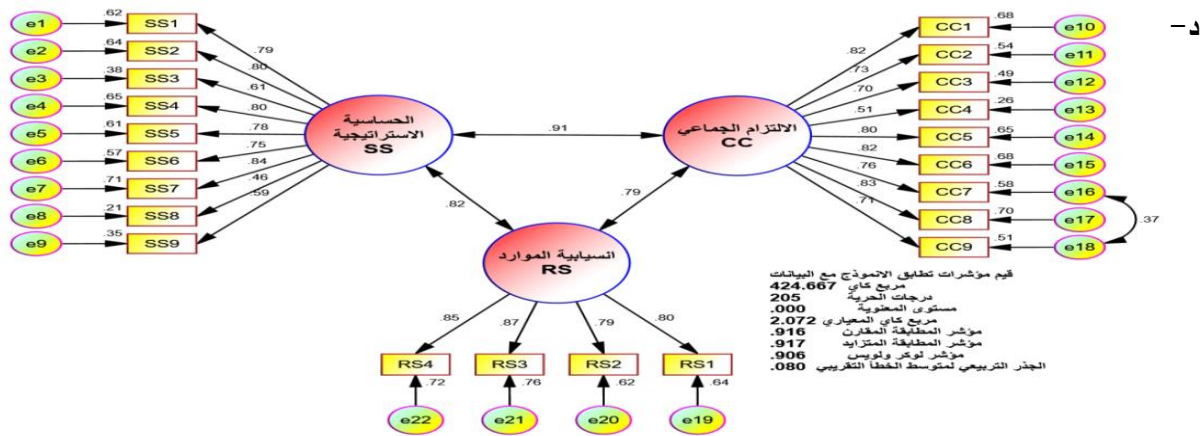 د-
e1 .62 SS1
e2 .64 SS2
e3 .38 SS3
e4 .65 SS4
e5 .61 SS5
e6 .57 SS6
e7 .71 SS7
e8 .21 SS8
e9 .35 SS9
.79
.80
.61
.80
.78
.75
.84
.46
.59
الحساسية
الاستراتيجية
SS
.91
الالتزام الجماعي
CC
.82
.73
.70
.51
.80
.82
.76
.83
.71
CC1 .68 e10
CC2 .54 e11
CC3 .49 e12
CC4 .26 e13
CC5 .65 e14
CC6 .68 e15
CC7 .58 e16
CC8 .70 e17
CC9 .51 e18
.37
.82
.79
انسيابية الموارد
RS
.85 .87 .79 .80
RS4 RS3 RS2 RS1
.72 .76 .62 .64
e22 e21 e20 e19
قيم مؤشرات تطابق الانموذج مع البيانات
مربع كاي 424.667
درجات الحرية 205
مستوى المعنوية .000
مربع كاي المعياري 2.072
مؤشر المطابقة المقارن .916
مؤشر المطابقة المتزايد .917
مؤشر لوكر ولويس .906
الجذر التربيعي لمتوسط الخطأ التقريبي .080